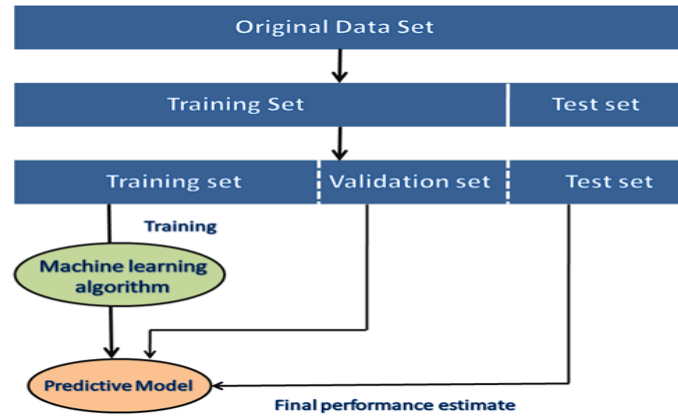 Original Data Set
Training Set
Test set
Training set
Validation set
Test set
Training
Machine learning
algorithm
Predictive Model
Final performance estimate